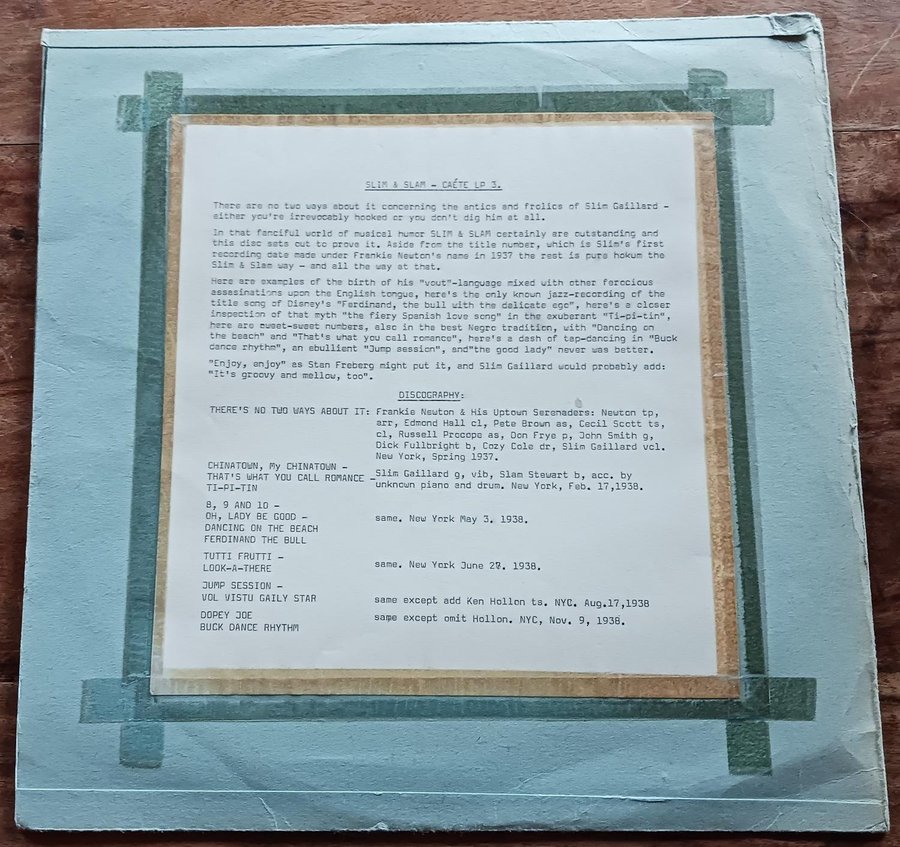 SLIM & SLAM - CAÉTE LP 3.
There are no two ways about it concerning the antics and frolics of Slim Gaillard -
either you're irrevocably hooked or you don't dig him at all.
In that fanciful world of musical humor SLIM & SLAM certainly are outstanding and
this disc sets out to prove it. Aside from the title number, which is Slim's first
recording date made under Frankie Newton's name in 1937 the rest is pure hokum the
Slim & Slam way - and all the way at that.
Here are examples of the birth of his "vout"-language mixed with other ferocious
assasinations upon the English tongue, here's the only known jazz-recording of the
title song of Disney's "Ferdinand, the bull with the delicate ego", here's a closer
inspection of that myth "the fiery Spanish love song" in the exuberant "Ti-pi-tin",
here are sweet-sweet numbers, also in the best Negro tradition, with "Dancing on
the beach" and "That's what you call romance", here's a dash of tap-dancing in "Buck
dance rhythm", an ebullient "Jump session", and"the good lady" never was better.
"Enjoy, enjoy" as Stan Freberg might put it, and Slim Gaillard would probably add:
"It's groovy and mellow, too".
DISCOGRAPHY:
THERE'S NO TWO WAYS ABOUT IT: Frankie Newton & His Uptown Serenaders: Newton tp,
arr, Edmond Hall cl, Pete Brown as, Cecil Scott ts,
cl, Russell Procope as, Don Frye p, John Smith g,
Dick Fullbright b, Cozy Cole dr, Slim Gaillard vcl.
New York, Spring 1937.
CHINATOWN, My CHINATOWN -
THAT'S WHAT YOU CALL ROMANCE - Slim Gaillard g, vib, Slam Stewart b, acc. by
TI-PI-TIN unknown piano and drum. New York, Feb. 17,1938.
8, 9 AND 10 -
OH, LADY BE GOOD - same. New York May 3. 1938.
DANCING ON THE BEACH
FERDINAND THE BULL
TUTTI FRUTTI -
LOOK-A-THERE same. New York June 1938.
JUMP SESSION -
VOL VISTU GAILY STAR same except add Ken Hollon ts. NYC. Aug.17,1938
DOPEY JOE same except omit Hollon. NYC, Nov. 9, 1938.
BUCK DANCE RHYTHM